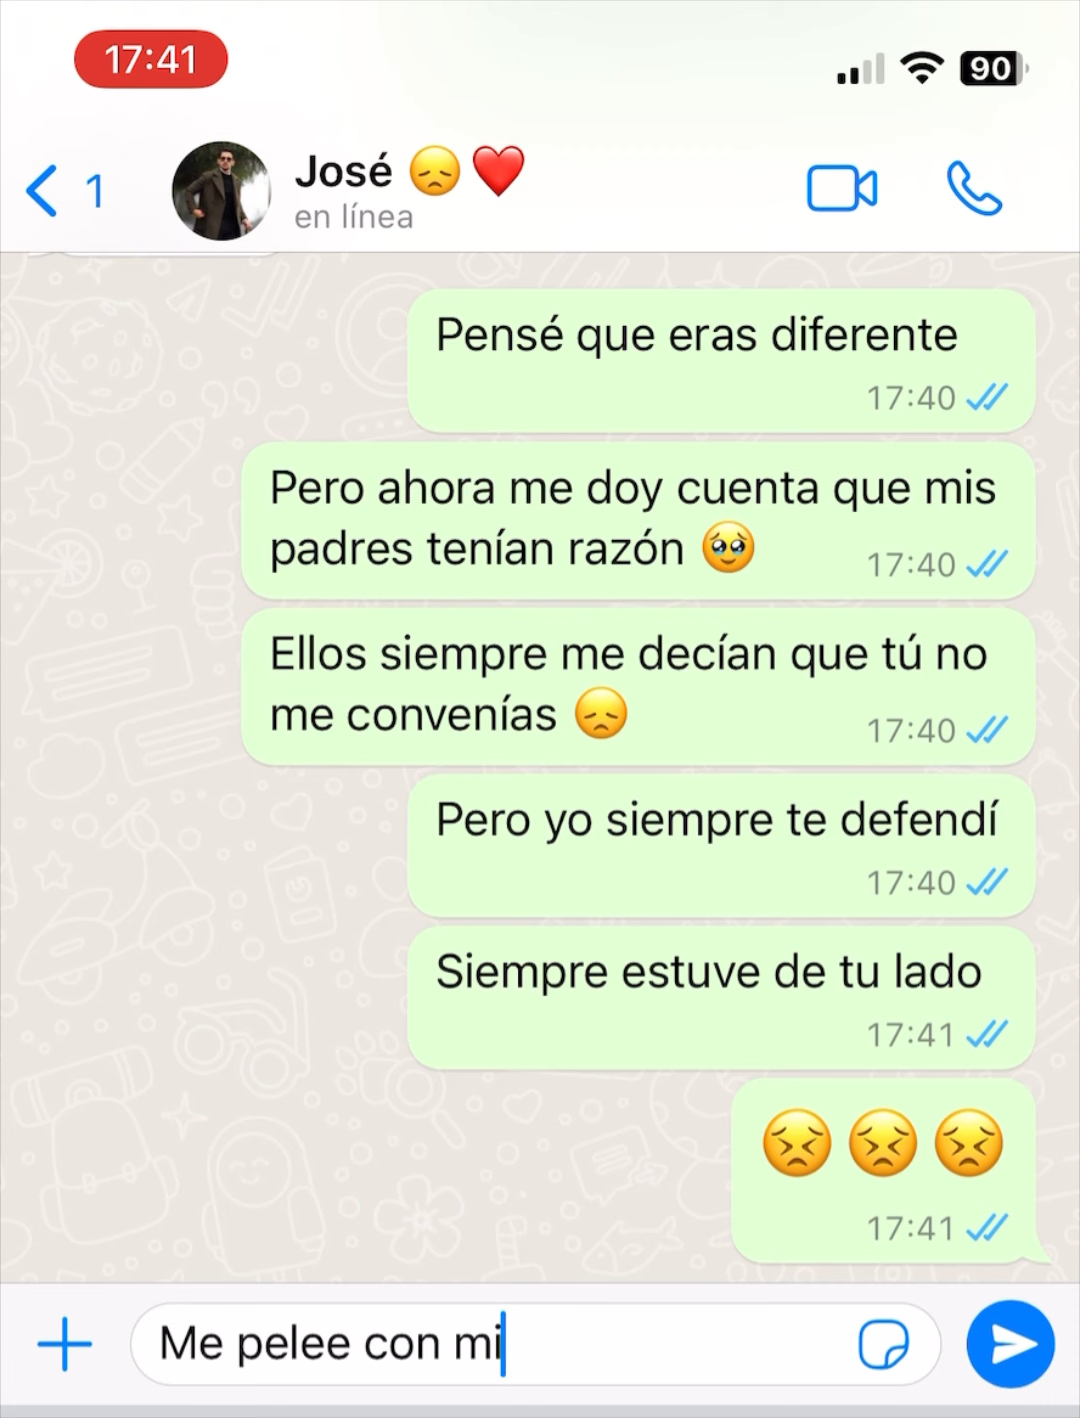 17:41
90
1
José 😞❤️
en línea
Pensé que eras diferente
17:40
Pero ahora me doy cuenta que mis
padres tenían razón 🥹
17:40
Ellos siempre me decían que tú no
me convenías 😞
17:40
Pero yo siempre te defendí
17:40
Siempre estuve de tu lado
17:41
😣😣😣
17:41
Me pelee con mi